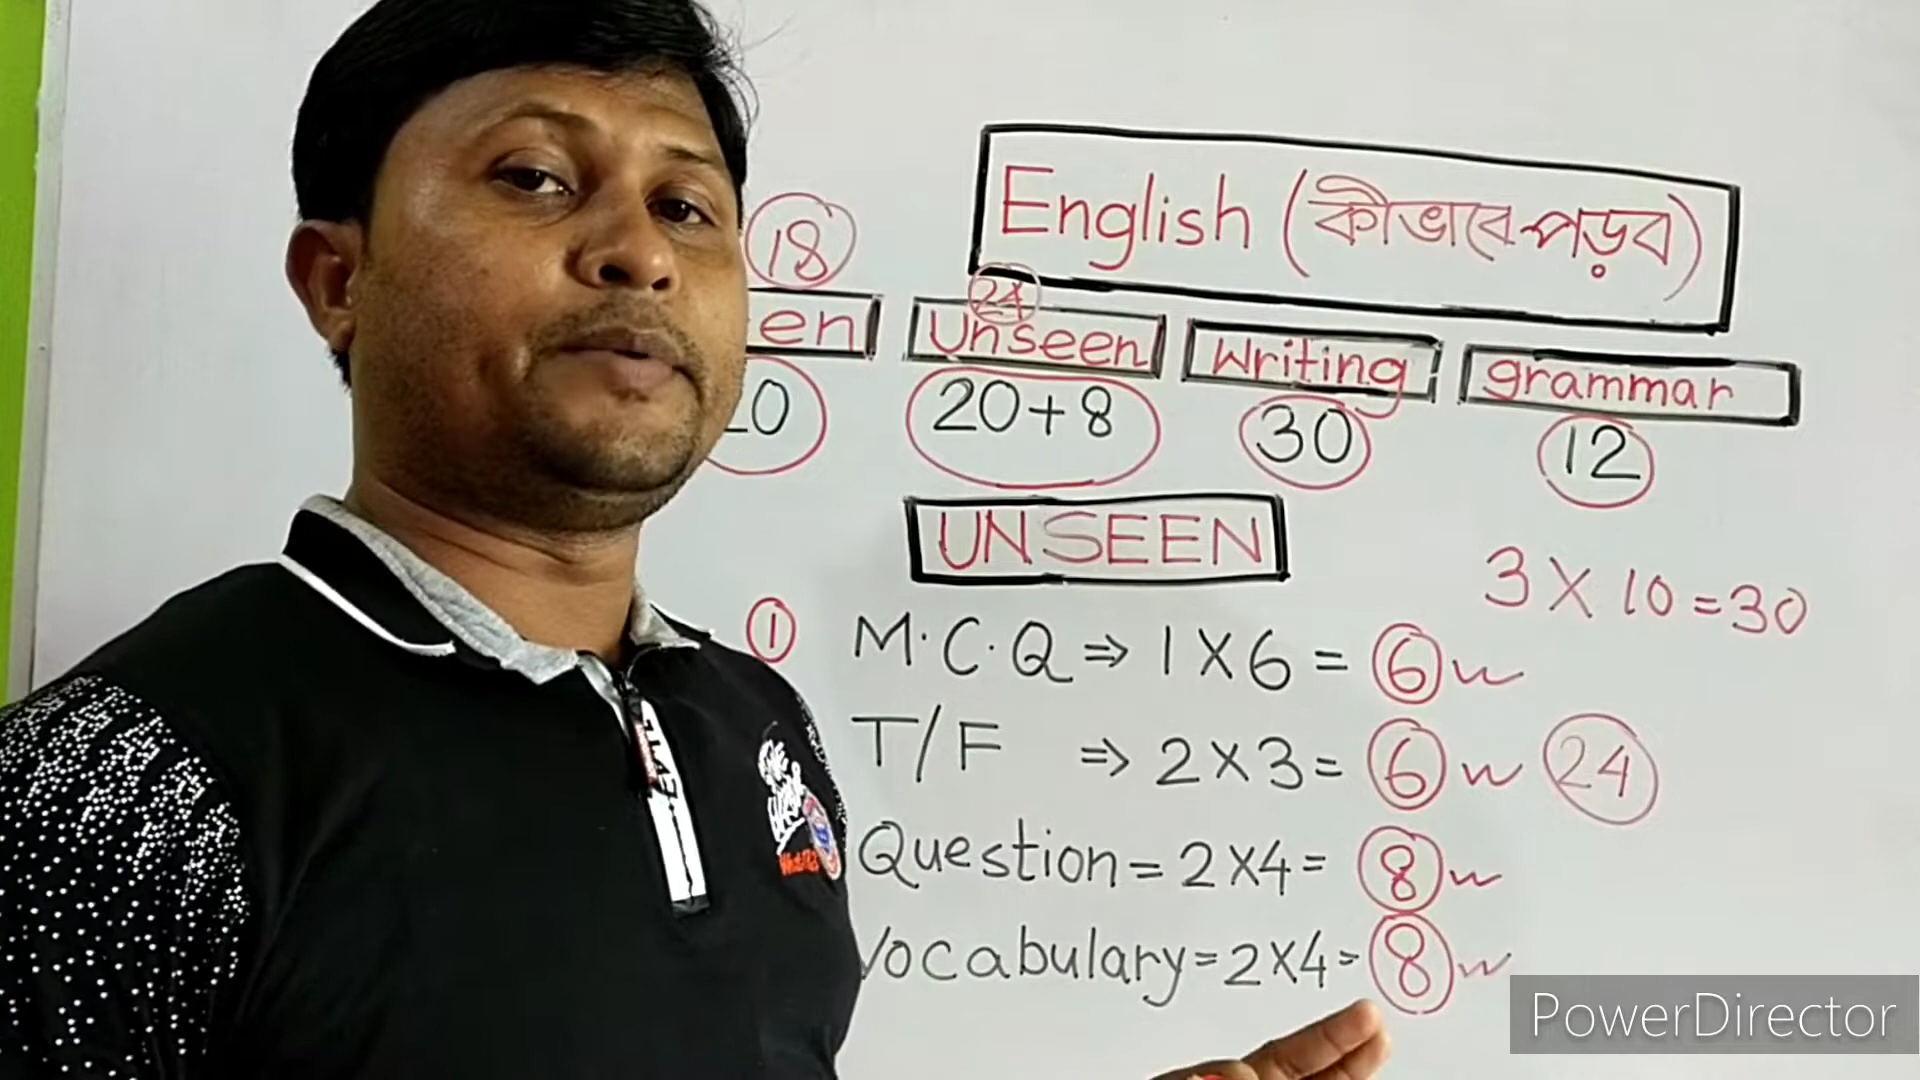 English (কীভাবে পড়ব)
18
24
en Unseen Writing grammar
20+8 30 12
UNSEEN
3 X 10 = 30
1 M.C.Q ⇒ 1 X 6 = 6
T/F ⇒ 2 X 3 = 6 24
Question = 2 X 4 = 8
Vocabulary = 2 X 4 = 8
PowerDirector